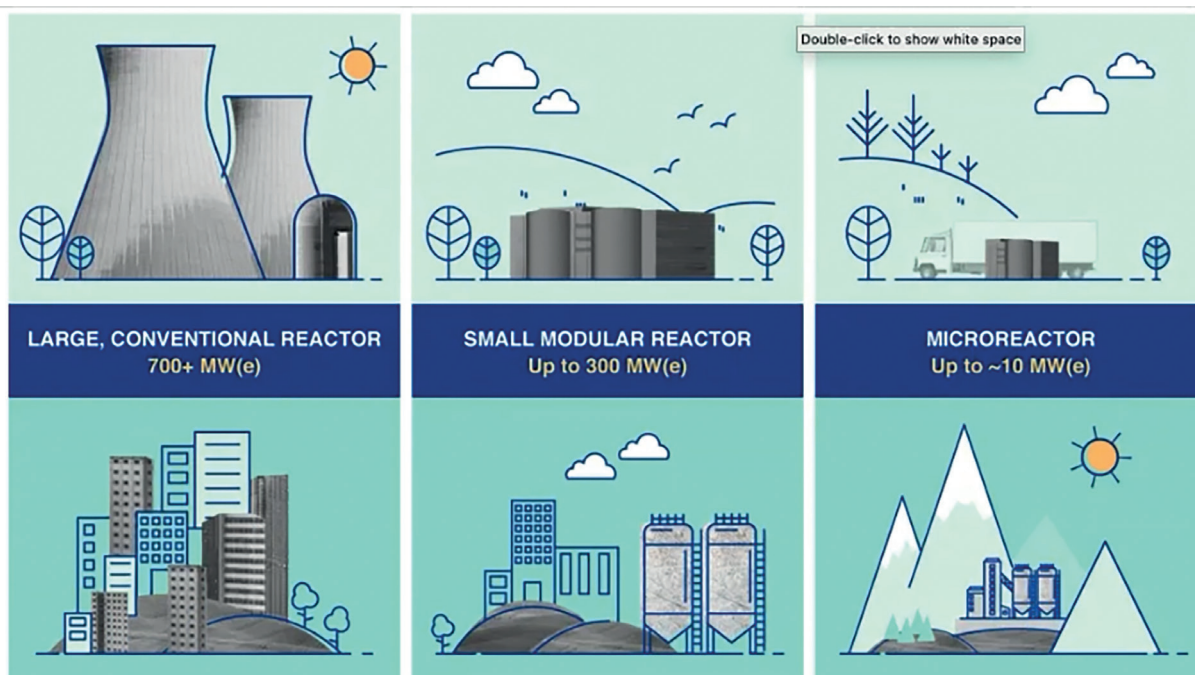 Double-click to show white space
LARGE, CONVENTIONAL REACTOR
700+ MW(e)
SMALL MODULAR REACTOR
Up to 300 MW(e)
MICROREACTOR
Up to ~10 MW(e)